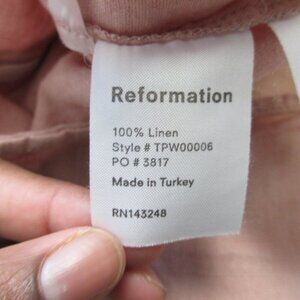 Reformation
100% Linen
Style # TPW00006
PO # 3817
Made in Turkey
RN143248